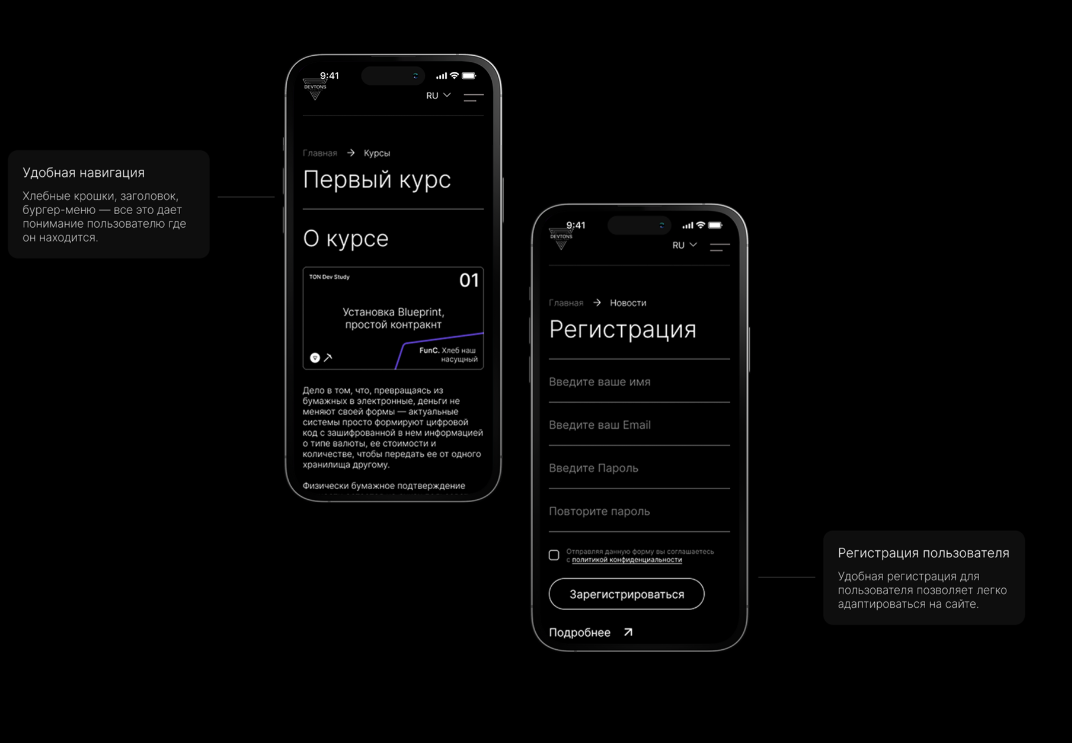 Удобная навигация
Хлебные крошки, заголовок,
бургер-меню — все это дает
понимание пользователю где
он находится.
9:41
DEVTONS
RU
Главная → Курсы
Первый курс
О курсе
TON Dev Study
01
Установка Blueprint,
простой контракнт
FunC. Хлеб наш
насущный
Дело в том, что, превращаясь из
бумажных в электронные, деньги не
меняют своей формы — актуальные
системы просто формируют цифровой
код с зашифрованной в нем информацией
о типе валюты, ее стоимости и
количестве, чтобы передать ее от одного
хранилища другому.
Физически бумажное подтверждение
9:41
DEVTONS
RU
Главная → Новости
Регистрация
Введите ваше имя
Введите ваш Email
Введите Пароль
Повторите пароль
Отправляя данную форму вы соглашаетесь
с политикой конфиденциальности
Зарегистрироваться
Подробнее
Регистрация пользователя
Удобная регистрация для
пользователя позволяет легко
адаптироваться на сайте.